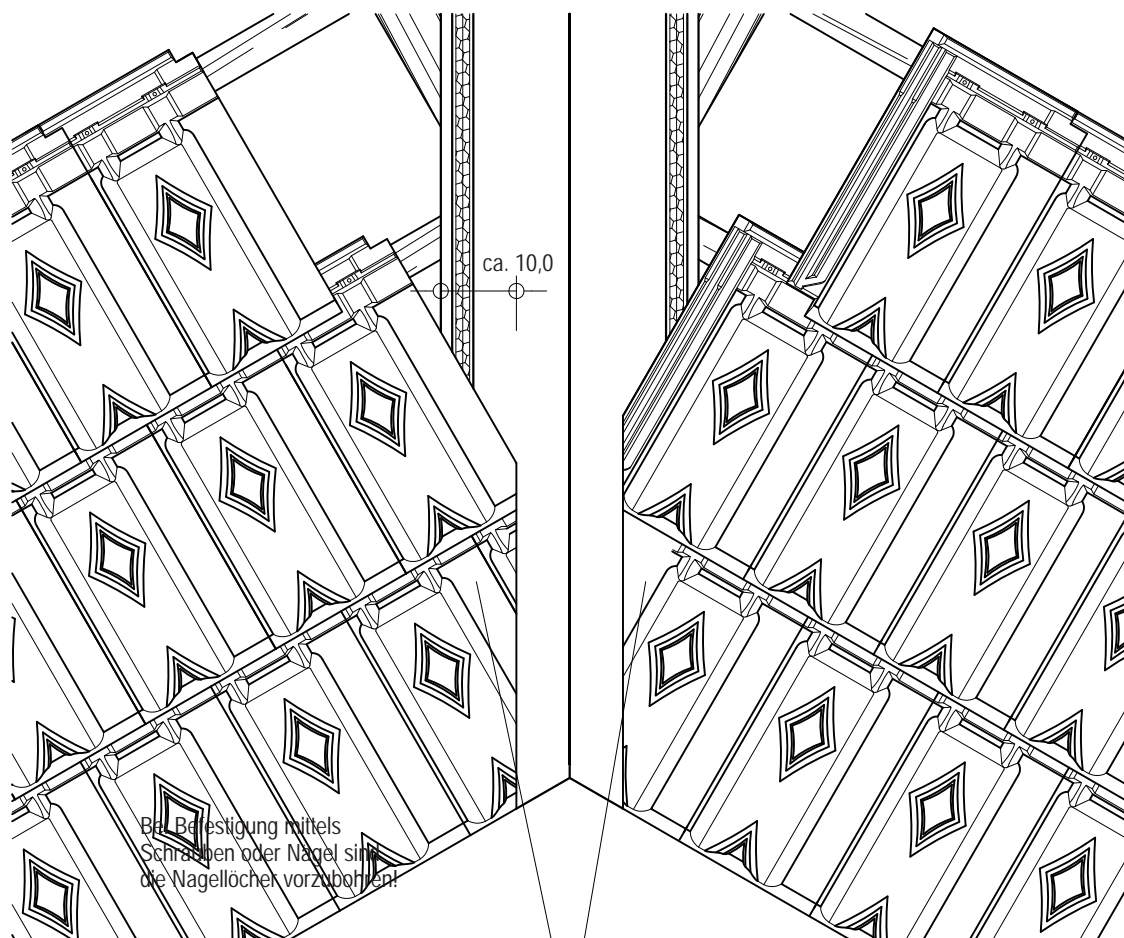 ca. 10,0
Bei Befestigung mittels
Schrauben oder Nägel sind
die Nagellöcher vorzubohren!